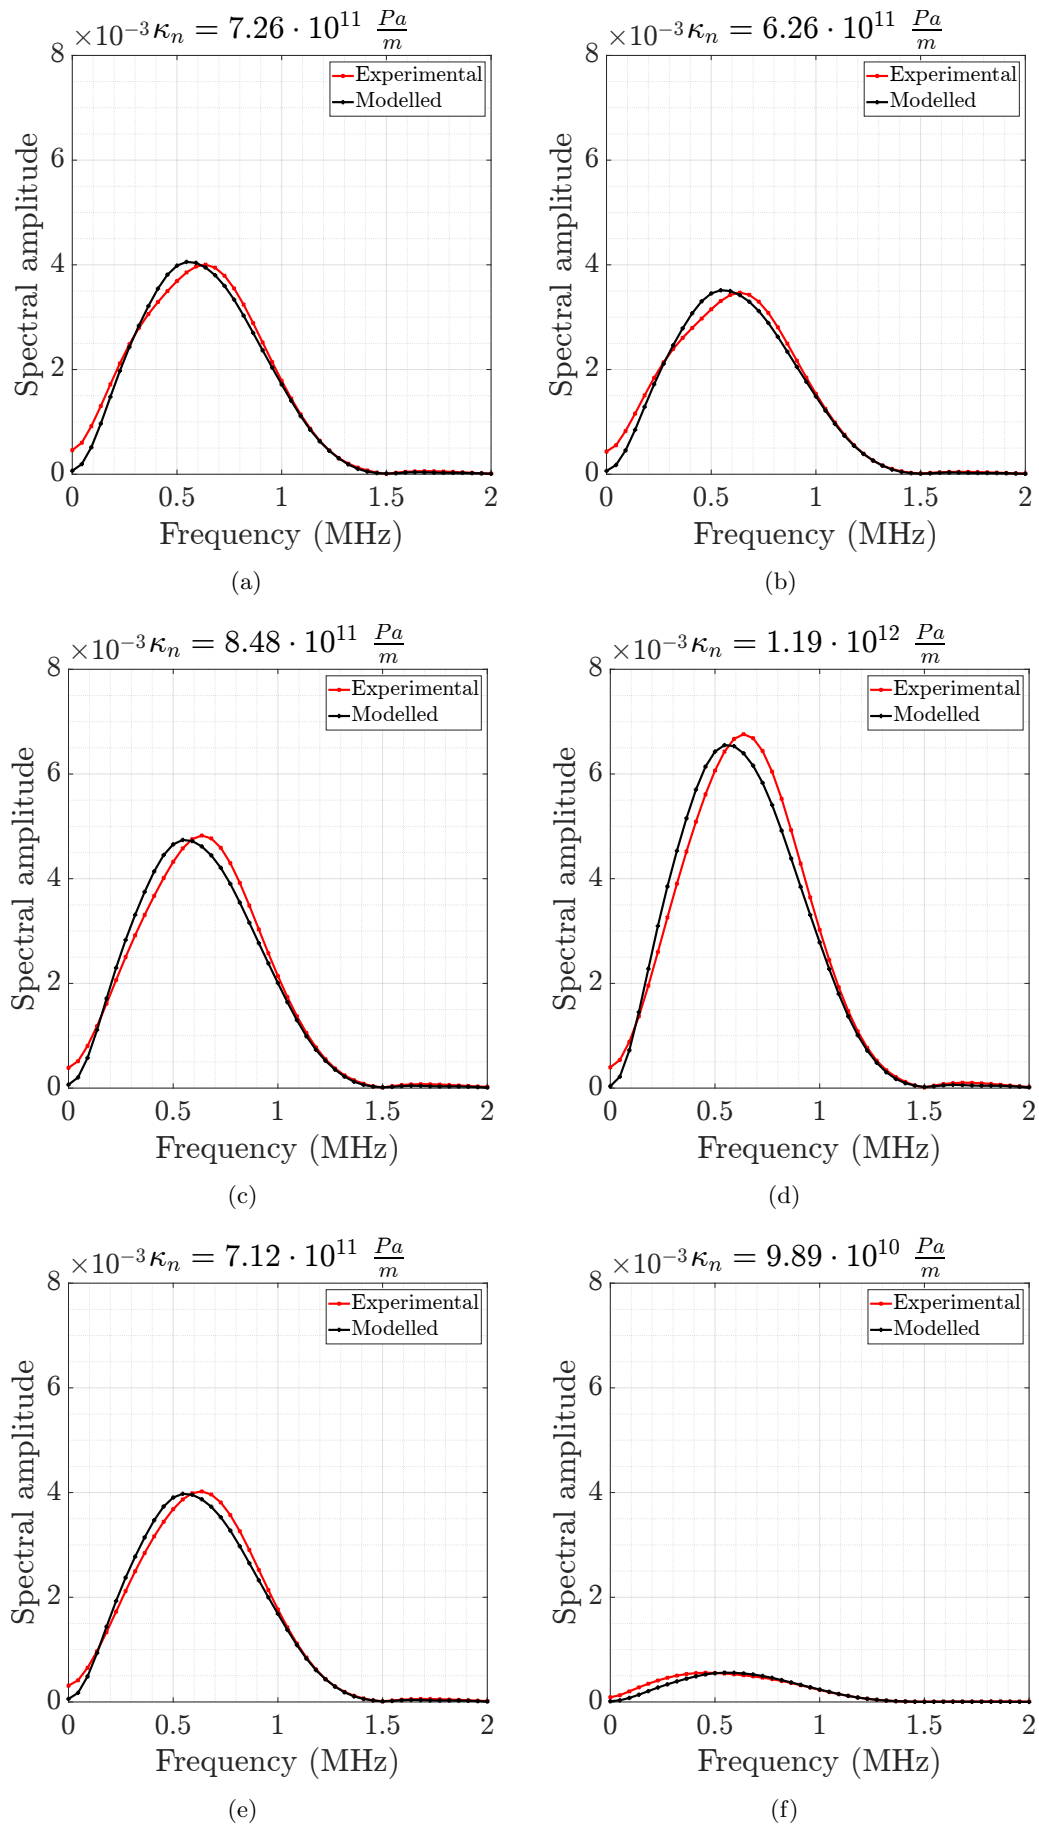 ×10⁻³ κₙ = 7.26 · 10¹¹ Pa/m
8
6
4
2
0
Spectral amplitude
Experimental
Modelled
0 0.5 1 1.5 2
Frequency (MHz)
(a)
×10⁻³ κₙ = 6.26 · 10¹¹ Pa/m
8
6
4
2
0
Spectral amplitude
Experimental
Modelled
0 0.5 1 1.5 2
Frequency (MHz)
(b)
×10⁻³ κₙ = 8.48 · 10¹¹ Pa/m
8
6
4
2
0
Spectral amplitude
Experimental
Modelled
0 0.5 1 1.5 2
Frequency (MHz)
(c)
×10⁻³ κₙ = 1.19 · 10¹² Pa/m
8
6
4
2
0
Spectral amplitude
Experimental
Modelled
0 0.5 1 1.5 2
Frequency (MHz)
(d)
×10⁻³ κₙ = 7.12 · 10¹¹ Pa/m
8
6
4
2
0
Spectral amplitude
Experimental
Modelled
0 0.5 1 1.5 2
Frequency (MHz)
(e)
×10⁻³ κₙ = 9.89 · 10¹⁰ Pa/m
8
6
4
2
0
Spectral amplitude
Experimental
Modelled
0 0.5 1 1.5 2
Frequency (MHz)
(f)